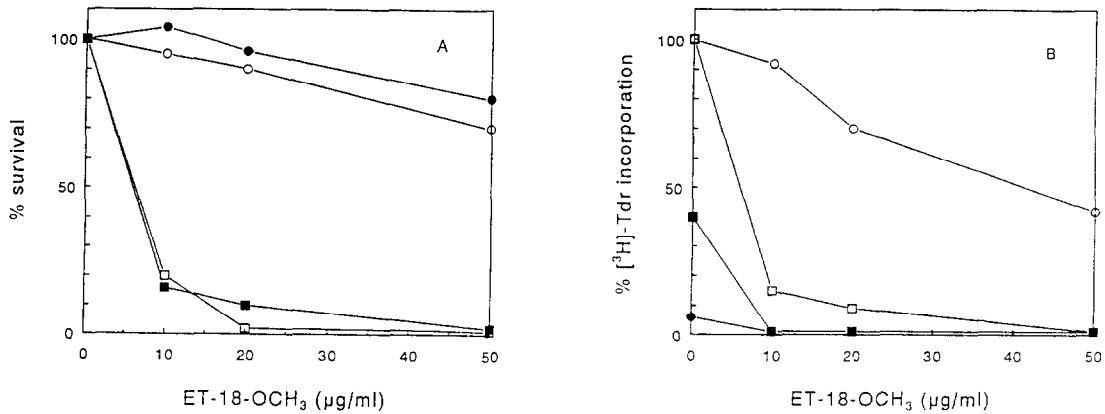 A
% survival
100
50
0
0 10 20 30 40 50
ET-18-OCH₃ (µg/ml)
B
% [³H]-Tdr incorporation
100
50
0
0 10 20 30 40 50
ET-18-OCH₃ (µg/ml)